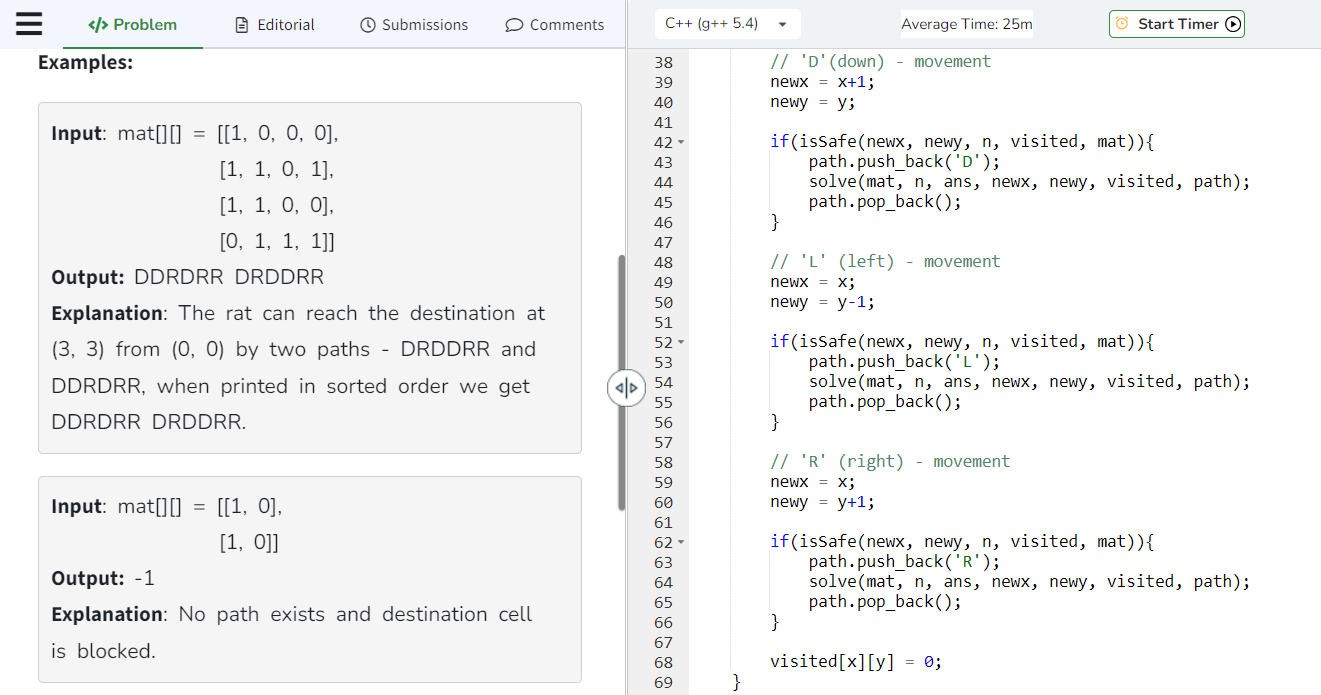 </> Problem
Editorial
Submissions
Comments
C++ (g++ 5.4)
Average Time: 25m
Start Timer
Examples:
Input: mat[][] = [[1, 0, 0, 0],
[1, 1, 0, 1],
[1, 1, 0, 0],
[0, 1, 1, 1]]
Output: DDRDRR DRDDRR
Explanation: The rat can reach the destination at
(3, 3) from (0, 0) by two paths - DRDDRR and
DDRDRR, when printed in sorted order we get
DDRDRR DRDDRR.
Input: mat[][] = [[1, 0],
[1, 0]]
Output: -1
Explanation: No path exists and destination cell
is blocked.
38 // 'D'(down) - movement
39 newx = x+1;
40 newy = y;
41
42 if(isSafe(newx, newy, n, visited, mat)){
43 path.push_back('D');
44 solve(mat, n, ans, newx, newy, visited, path);
45 path.pop_back();
46 }
47
48 // 'L' (left) - movement
49 newx = x;
50 newy = y-1;
51
52 if(isSafe(newx, newy, n, visited, mat)){
53 path.push_back('L');
54 solve(mat, n, ans, newx, newy, visited, path);
55 path.pop_back();
56 }
57
58 // 'R' (right) - movement
59 newx = x;
60 newy = y+1;
61
62 if(isSafe(newx, newy, n, visited, mat)){
63 path.push_back('R');
64 solve(mat, n, ans, newx, newy, visited, path);
65 path.pop_back();
66 }
67
68 visited[x][y] = 0;
69 }